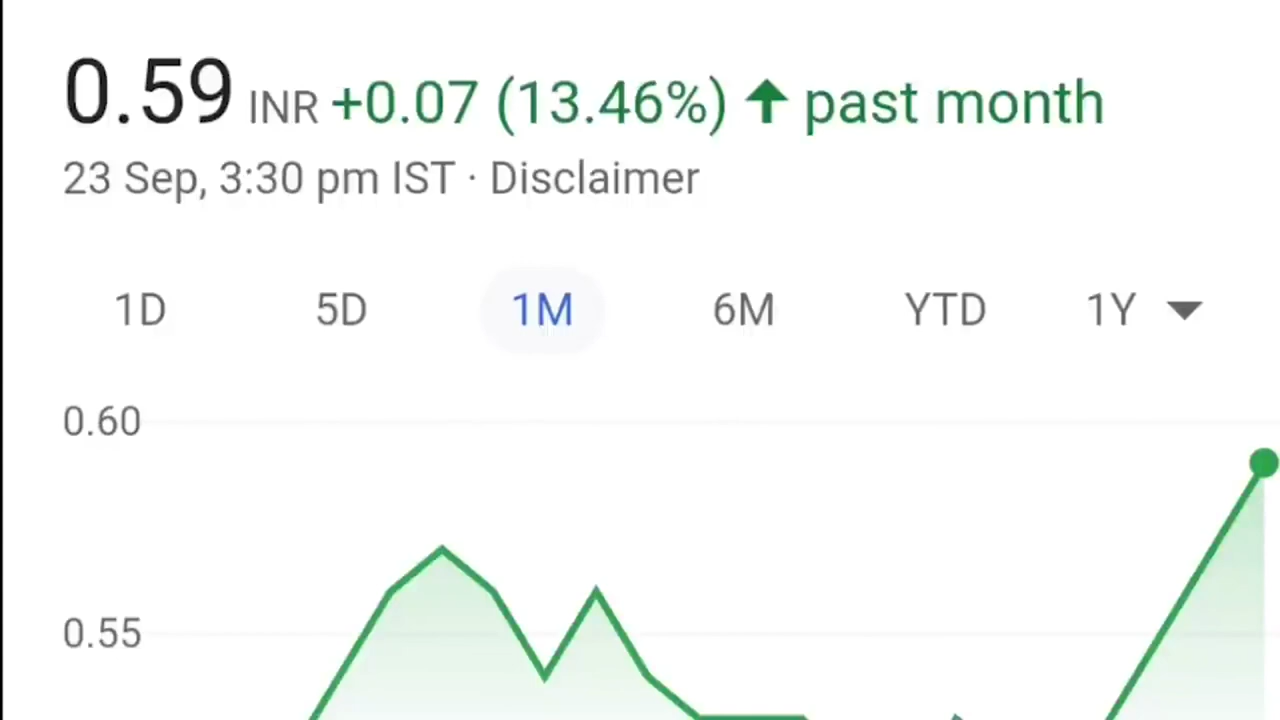 0.59 INR +0.07 (13.46%) ↑ past month
23 Sep, 3:30 pm IST · Disclaimer
1D 5D 1M 6M YTD 1Y
0.60
0.55